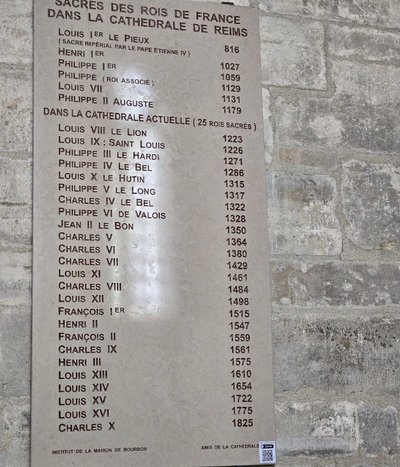 SACRES DES ROIS DE FRANCE
DANS LA CATHEDRALE DE REIMS
LOUIS IER LE PIEUX 816
(SACRE IMPÉRIAL PAR LE PAPE ÉTIENNE IV)
HENRI IER 1027
PHILIPPE IER 1059
PHILIPPE (ROI ASSOCIÉ) 1129
LOUIS VII 1131
PHILIPPE II AUGUSTE 1179
DANS LA CATHEDRALE ACTUELLE (25 ROIS SACRÉS)
LOUIS VIII LE LION 1223
LOUIS IX : SAINT LOUIS 1226
PHILIPPE III LE HARDI 1271
PHILIPPE IV LE BEL 1286
LOUIS X LE HUTIN 1315
PHILIPPE V LE LONG 1317
CHARLES IV LE BEL 1322
PHILIPPE VI DE VALOIS 1328
JEAN II LE BON 1350
CHARLES V 1364
CHARLES VI 1380
CHARLES VII 1429
LOUIS XI 1461
CHARLES VIII 1484
LOUIS XII 1498
FRANÇOIS IER 1515
HENRI II 1547
FRANÇOIS II 1559
CHARLES IX 1561
HENRI III 1575
LOUIS XIII 1610
LOUIS XIV 1654
LOUIS XV 1722
LOUIS XVI 1775
CHARLES X 1825
INSTITUT DE LA MAISON DE BOURBON AMIS DE LA CATHEDRALE